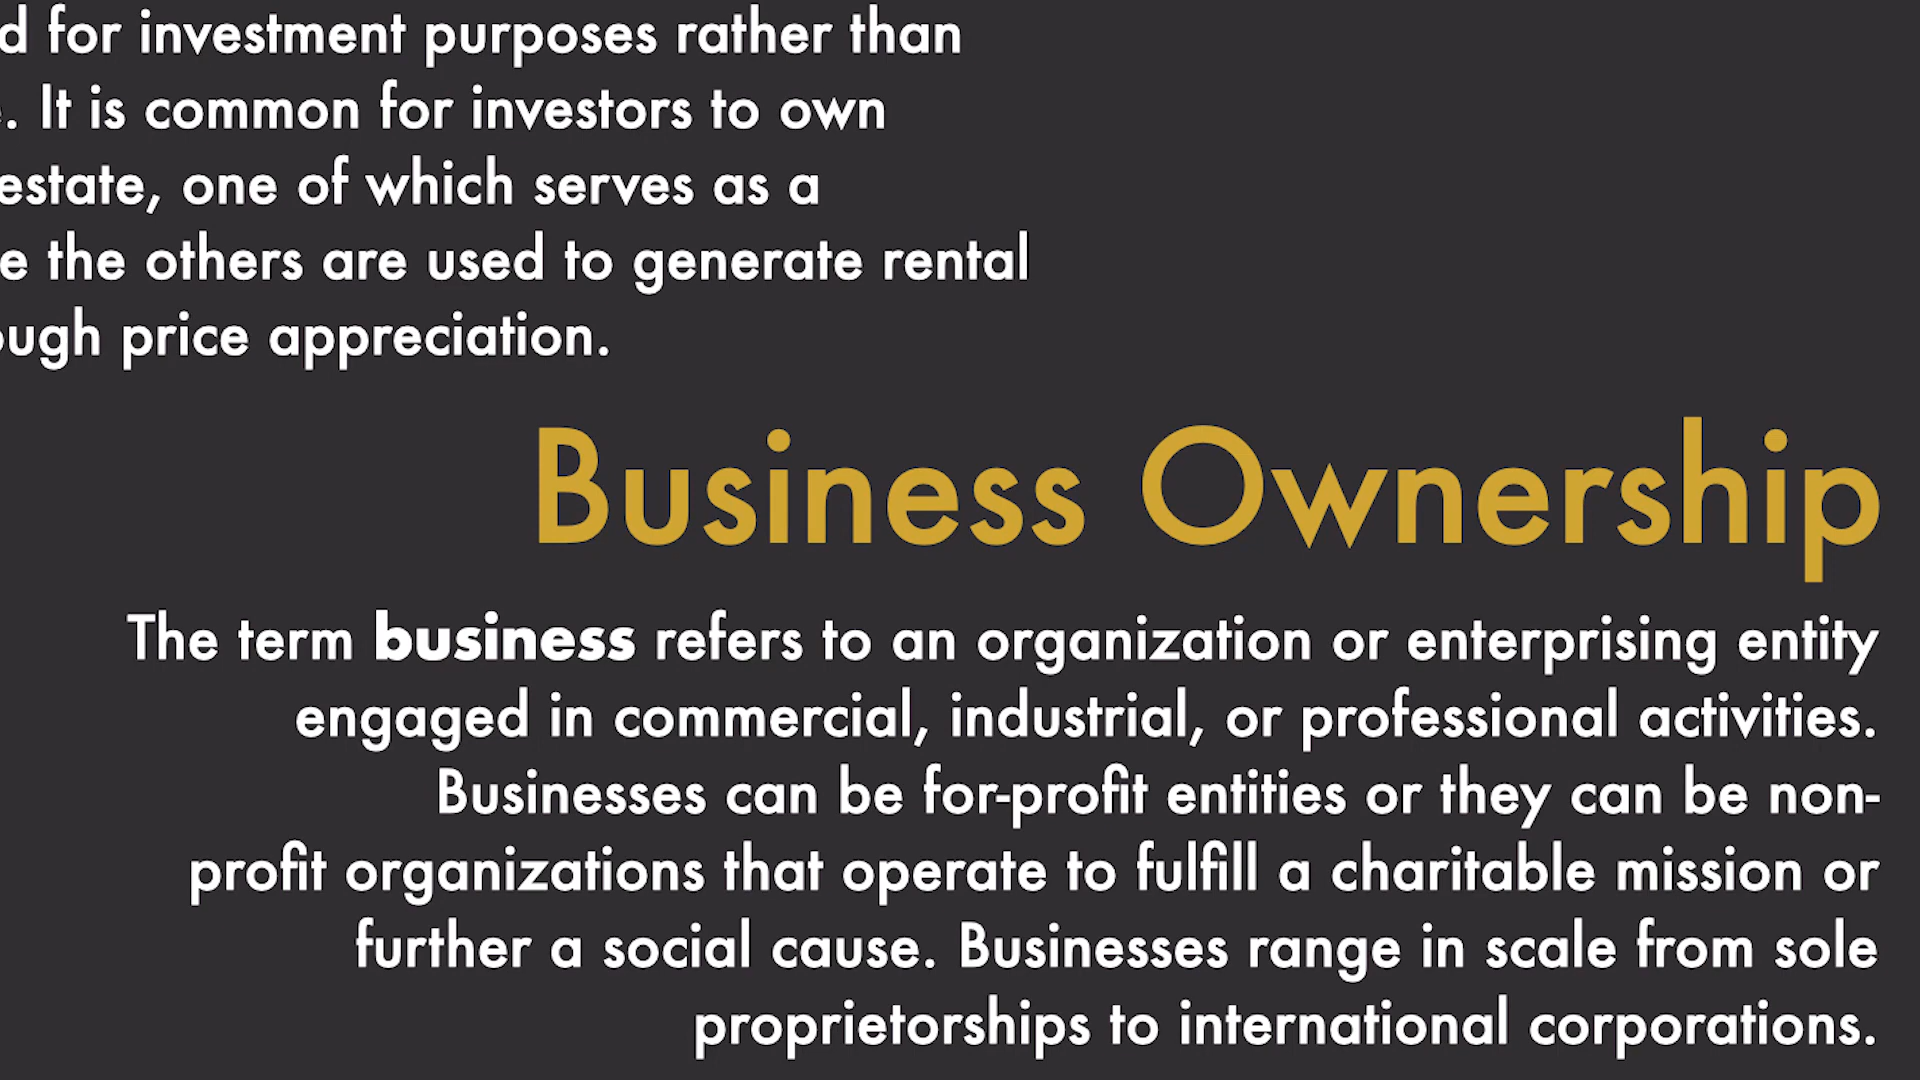 for investment purposes rather than
. It is common for investors to own
estate, one of which serves as a
the others are used to generate rental
price appreciation.
Business Ownership
The term business refers to an organization or enterprising entity
engaged in commercial, industrial, or professional activities.
Businesses can be for-profit entities or they can be non-
profit organizations that operate to fulfill a charitable mission or
further a social cause. Businesses range in scale from sole
proprietorships to international corporations.